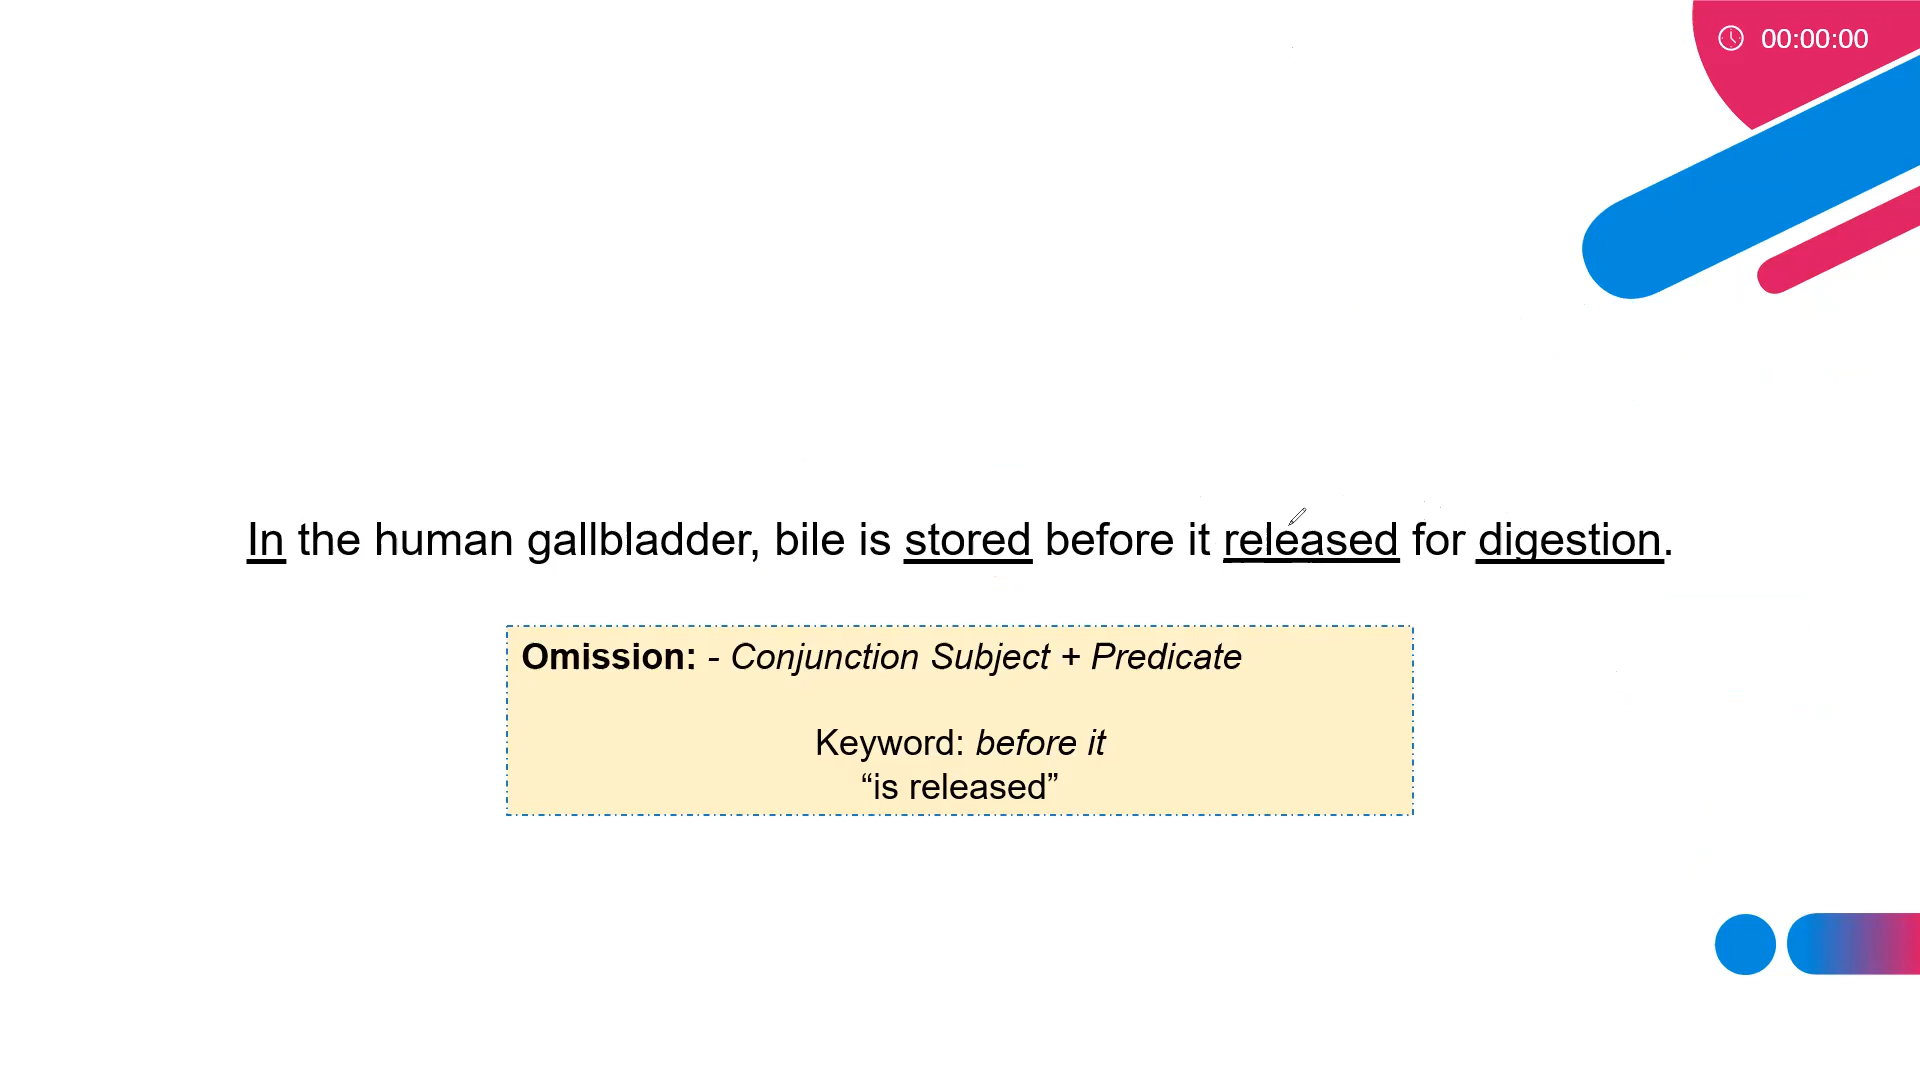 00:00:00
In the human gallbladder, bile is stored before it released for digestion.
Omission: - Conjunction Subject + Predicate
Keyword: before it
“is released”